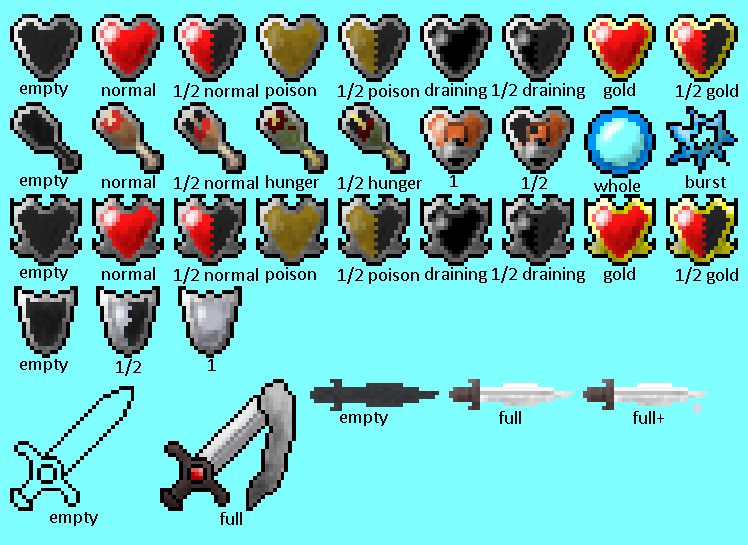 empty normal 1/2 normal poison 1/2 poison draining 1/2 draining gold 1/2 gold
empty normal 1/2 normal hunger 1/2 hunger 1 1/2 whole burst
empty normal 1/2 normal poison 1/2 poison draining 1/2 draining gold 1/2 gold
empty 1/2 1
empty full full+
empty full